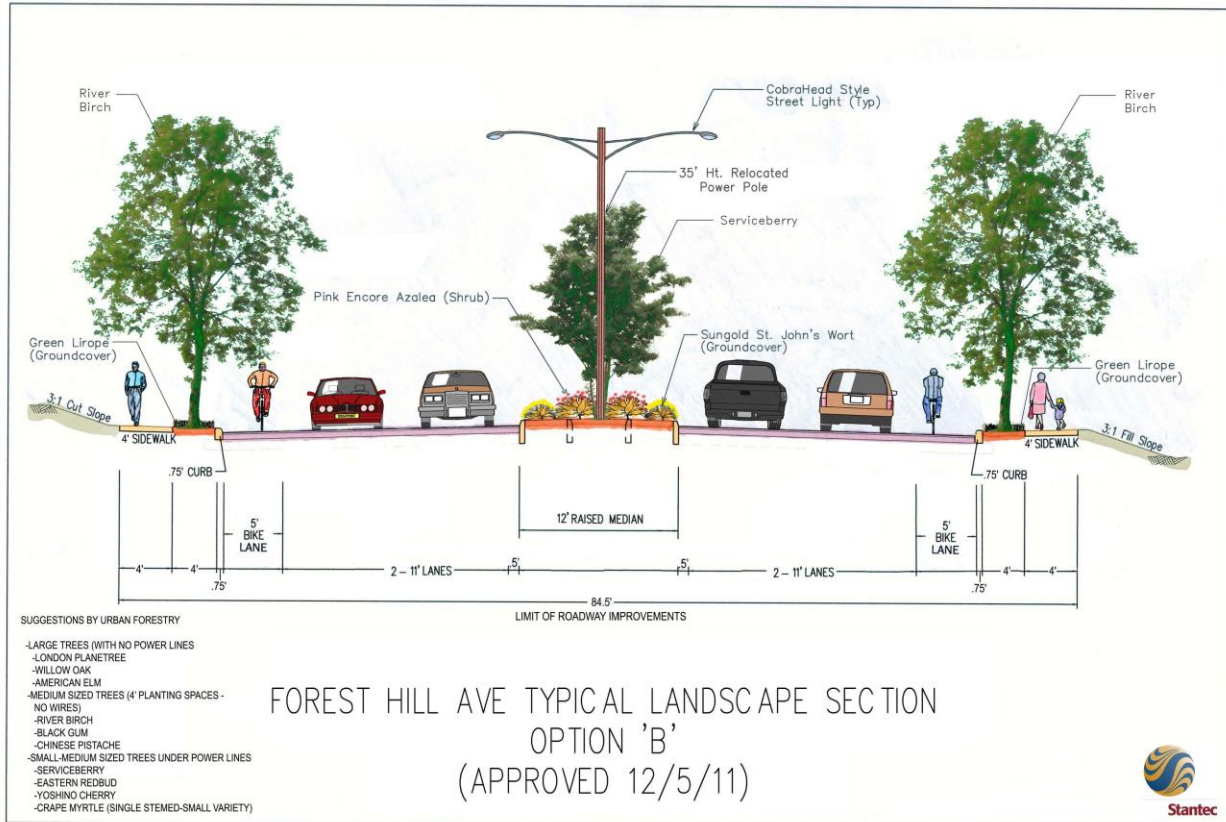 River
Birch
CobraHead Style
Street Light (Typ)
River
Birch
35' Ht. Relocated
Power Pole
Serviceberry
Pink Encore Azalea (Shrub)
Green Lirope
(Groundcover)
Sungold St. John's Wort
(Groundcover)
Green Lirope
(Groundcover)
3:1 Cut Slope
4' SIDEWALK
4' SIDEWALK
3:1 Fill Slope
.75' CURB
.75' CURB
5'
BIKE
LANE
12' RAISED MEDIAN
5'
BIKE
LANE
4'
4'
.75'
2 – 11' LANES
.5'
.5'
2 – 11' LANES
.75'
4'
4'
84.5'
LIMIT OF ROADWAY IMPROVEMENTS
SUGGESTIONS BY URBAN FORESTRY
-LARGE TREES (WITH NO POWER LINES
-LONDON PLANETREE
-WILLOW OAK
-AMERICAN ELM
-MEDIUM SIZED TREES (4' PLANTING SPACES -
NO WIRES)
-RIVER BIRCH
-BLACK GUM
-CHINESE PISTACHE
-SMALL-MEDIUM SIZED TREES UNDER POWER LINES
-SERVICEBERRY
-EASTERN REDBUD
-YOSHINO CHERRY
-CRAPE MYRTLE (SINGLE STEMED-SMALL VARIETY)
FOREST HILL AVE TYPICAL LANDSCAPE SECTION
OPTION 'B'
(APPROVED 12/5/11)
Stantec